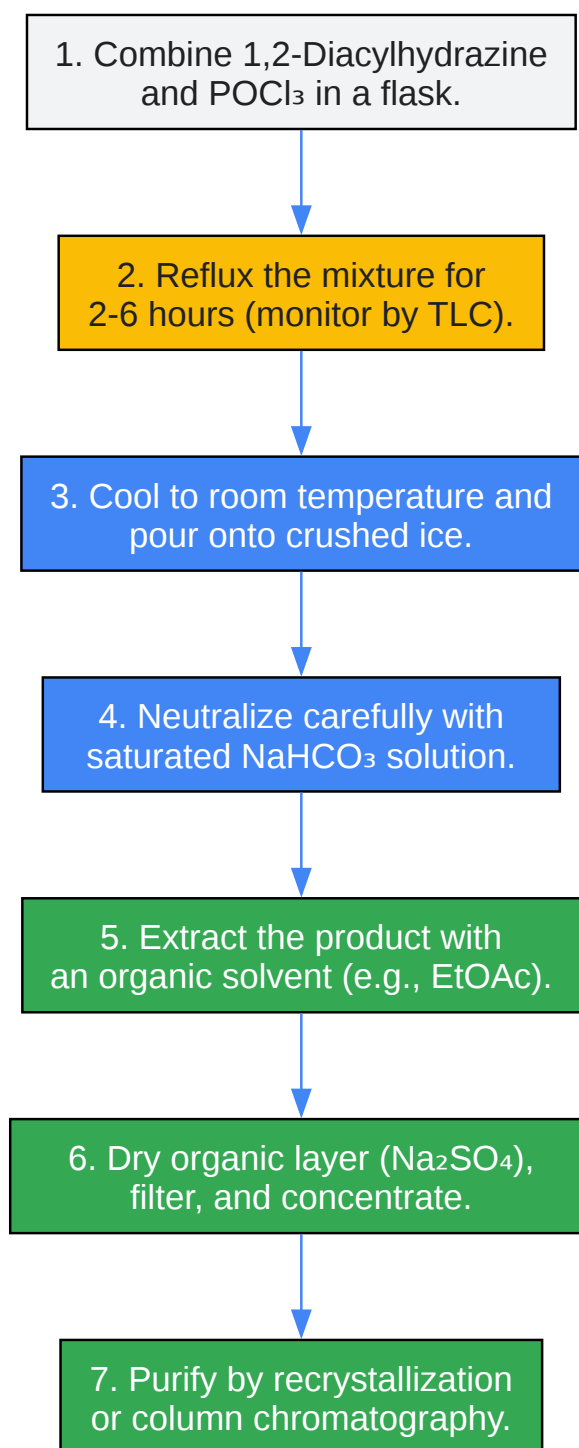 1. Combine 1,2-Diacylhydrazine
and POCl₃ in a flask.
2. Reflux the mixture for
2-6 hours (monitor by TLC).
3. Cool to room temperature and
pour onto crushed ice.
4. Neutralize carefully with
saturated NaHCO₃ solution.
5. Extract the product with
an organic solvent (e.g., EtOAc).
6. Dry organic layer (Na₂SO₄),
filter, and concentrate.
7. Purify by recrystallization
or column chromatography.